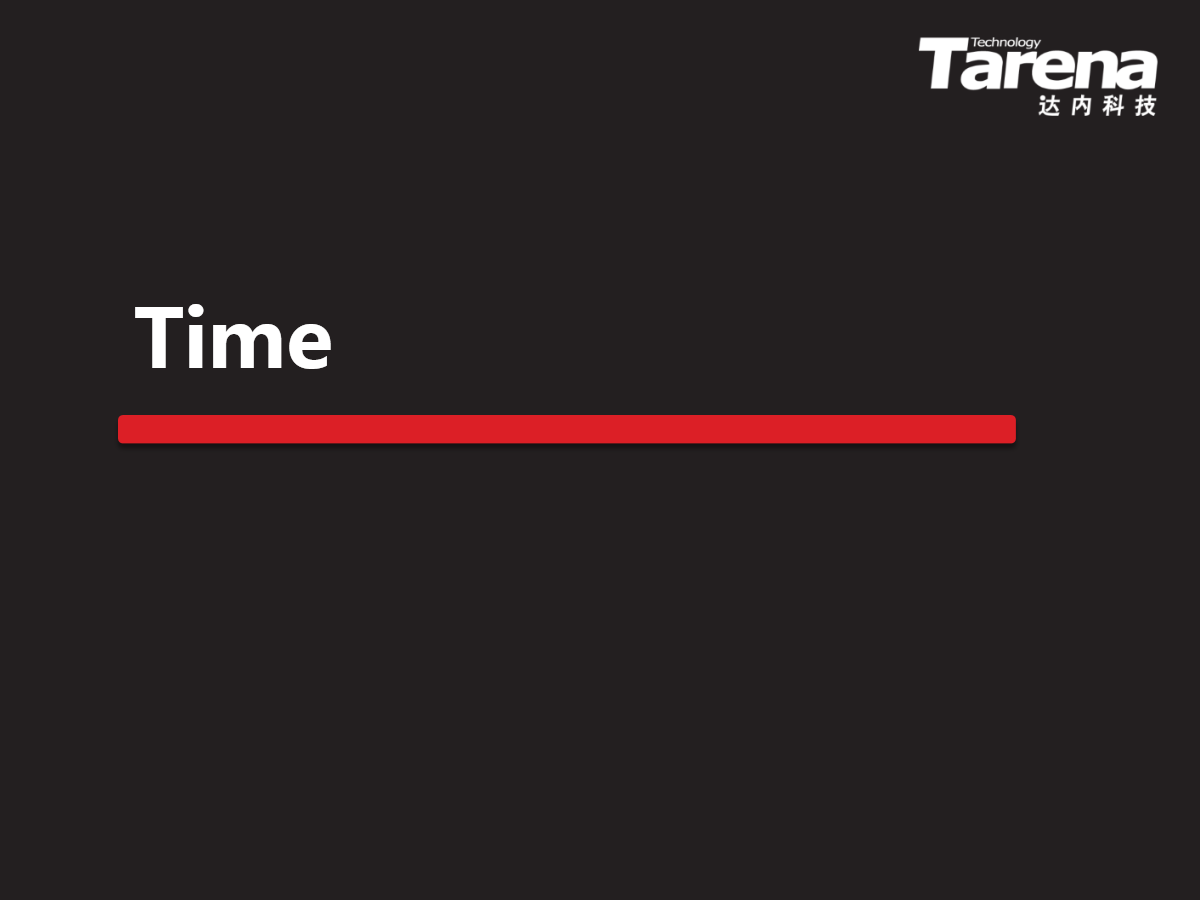 Technology
Tarena
达内科技
Time